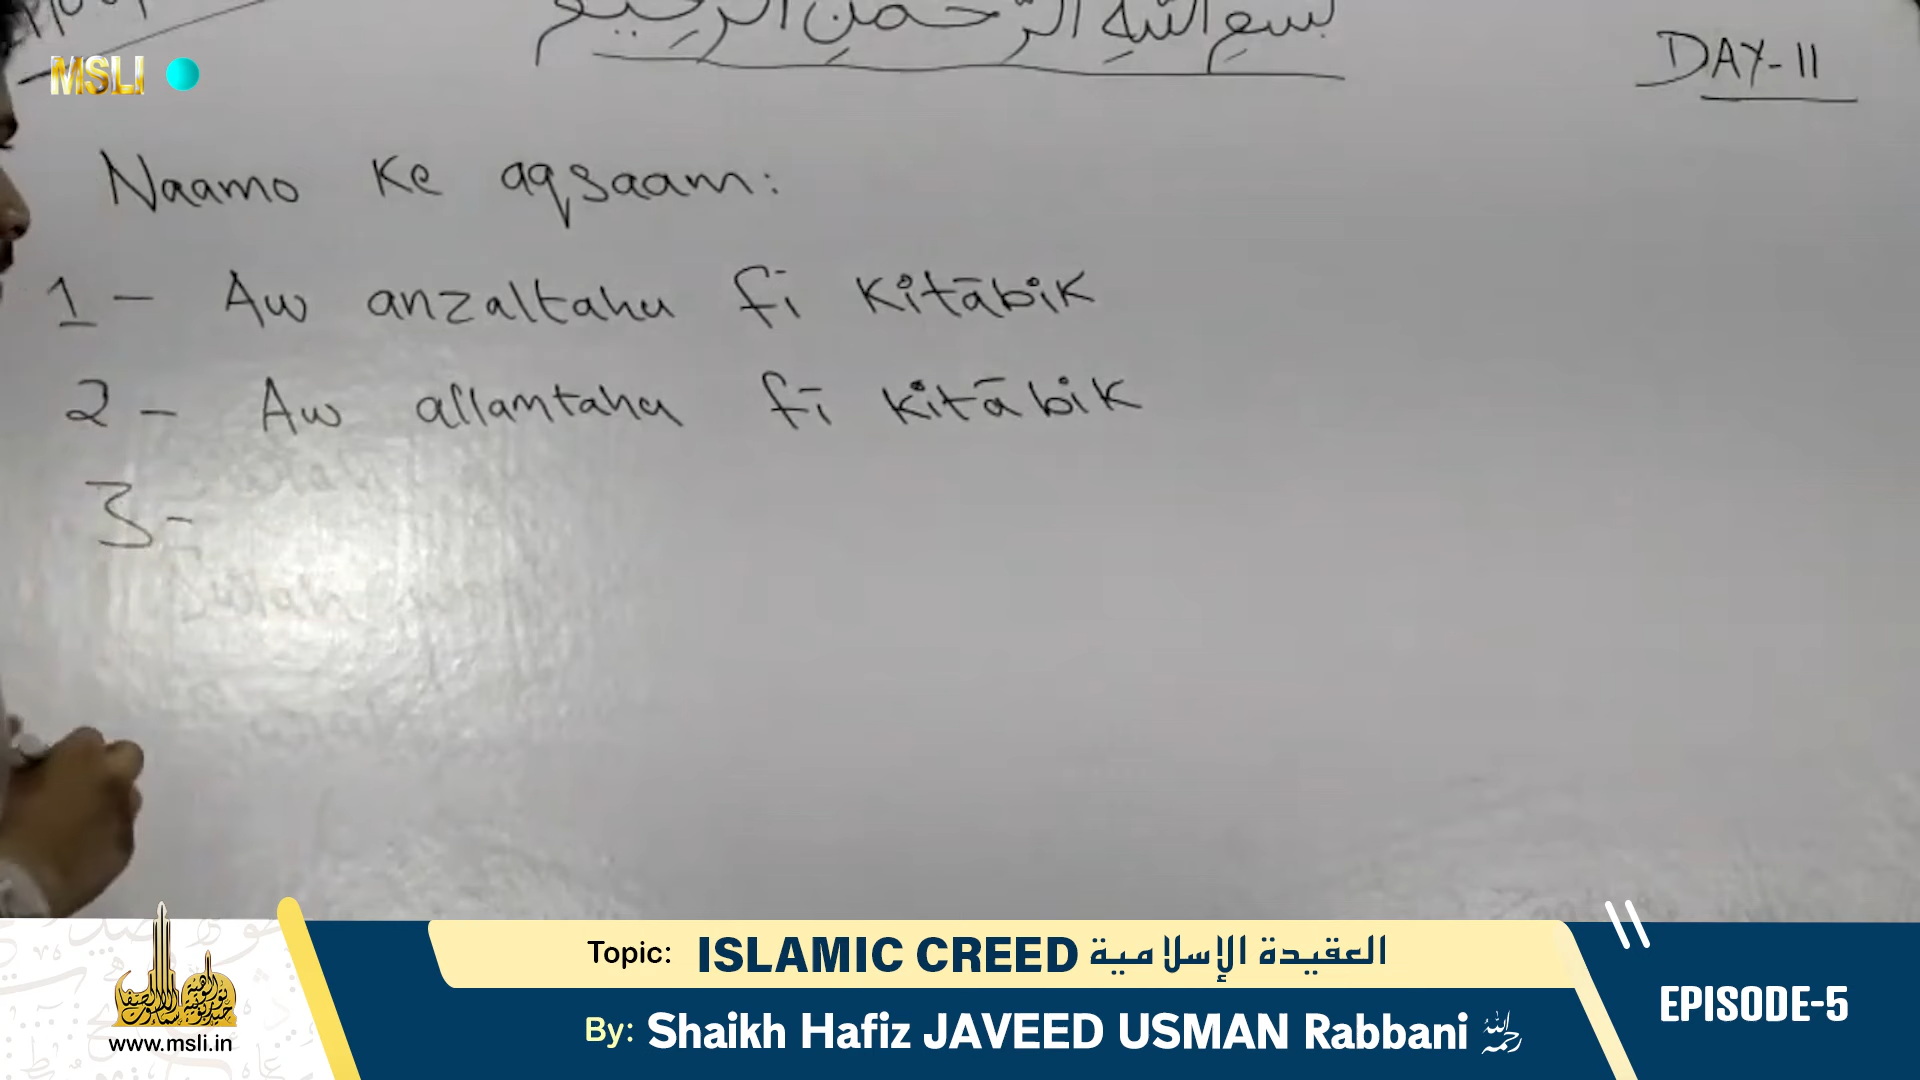 بسم الله الرحمن الرحيم
DAY-11
MSLI
Naamo Ke aqsaam:
1 - Aw anzaltahu fi Kitābik
2 - Aw allamtahu fī Kitābik
3 -
Topic: ISLAMIC CREED العقيدة الإسلامية
By: Shaikh Hafiz JAVEED USMAN Rabbani رحمه الله
EPISODE-5
www.msli.in